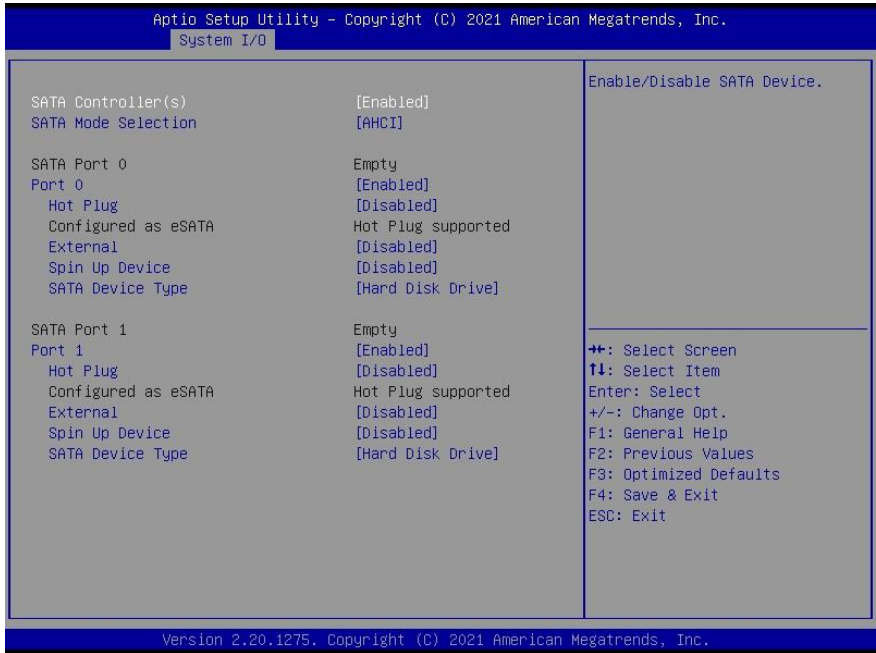 Aptio Setup Utility – Copyright (C) 2021 American Megatrends, Inc.
System I/O
SATA Controller(s) [Enabled]
SATA Mode Selection [AHCI]
SATA Port 0 Empty
Port 0 [Enabled]
Hot Plug [Disabled]
Configured as eSATA Hot Plug supported
External [Disabled]
Spin Up Device [Disabled]
SATA Device Type [Hard Disk Drive]
SATA Port 1 Empty
Port 1 [Enabled]
Hot Plug [Disabled]
Configured as eSATA Hot Plug supported
External [Disabled]
Spin Up Device [Disabled]
SATA Device Type [Hard Disk Drive]
Enable/Disable SATA Device.
→←: Select Screen
↑↓: Select Item
Enter: Select
+/-: Change Opt.
F1: General Help
F2: Previous Values
F3: Optimized Defaults
F4: Save & Exit
ESC: Exit
Version 2.20.1275. Copyright (C) 2021 American Megatrends, Inc.